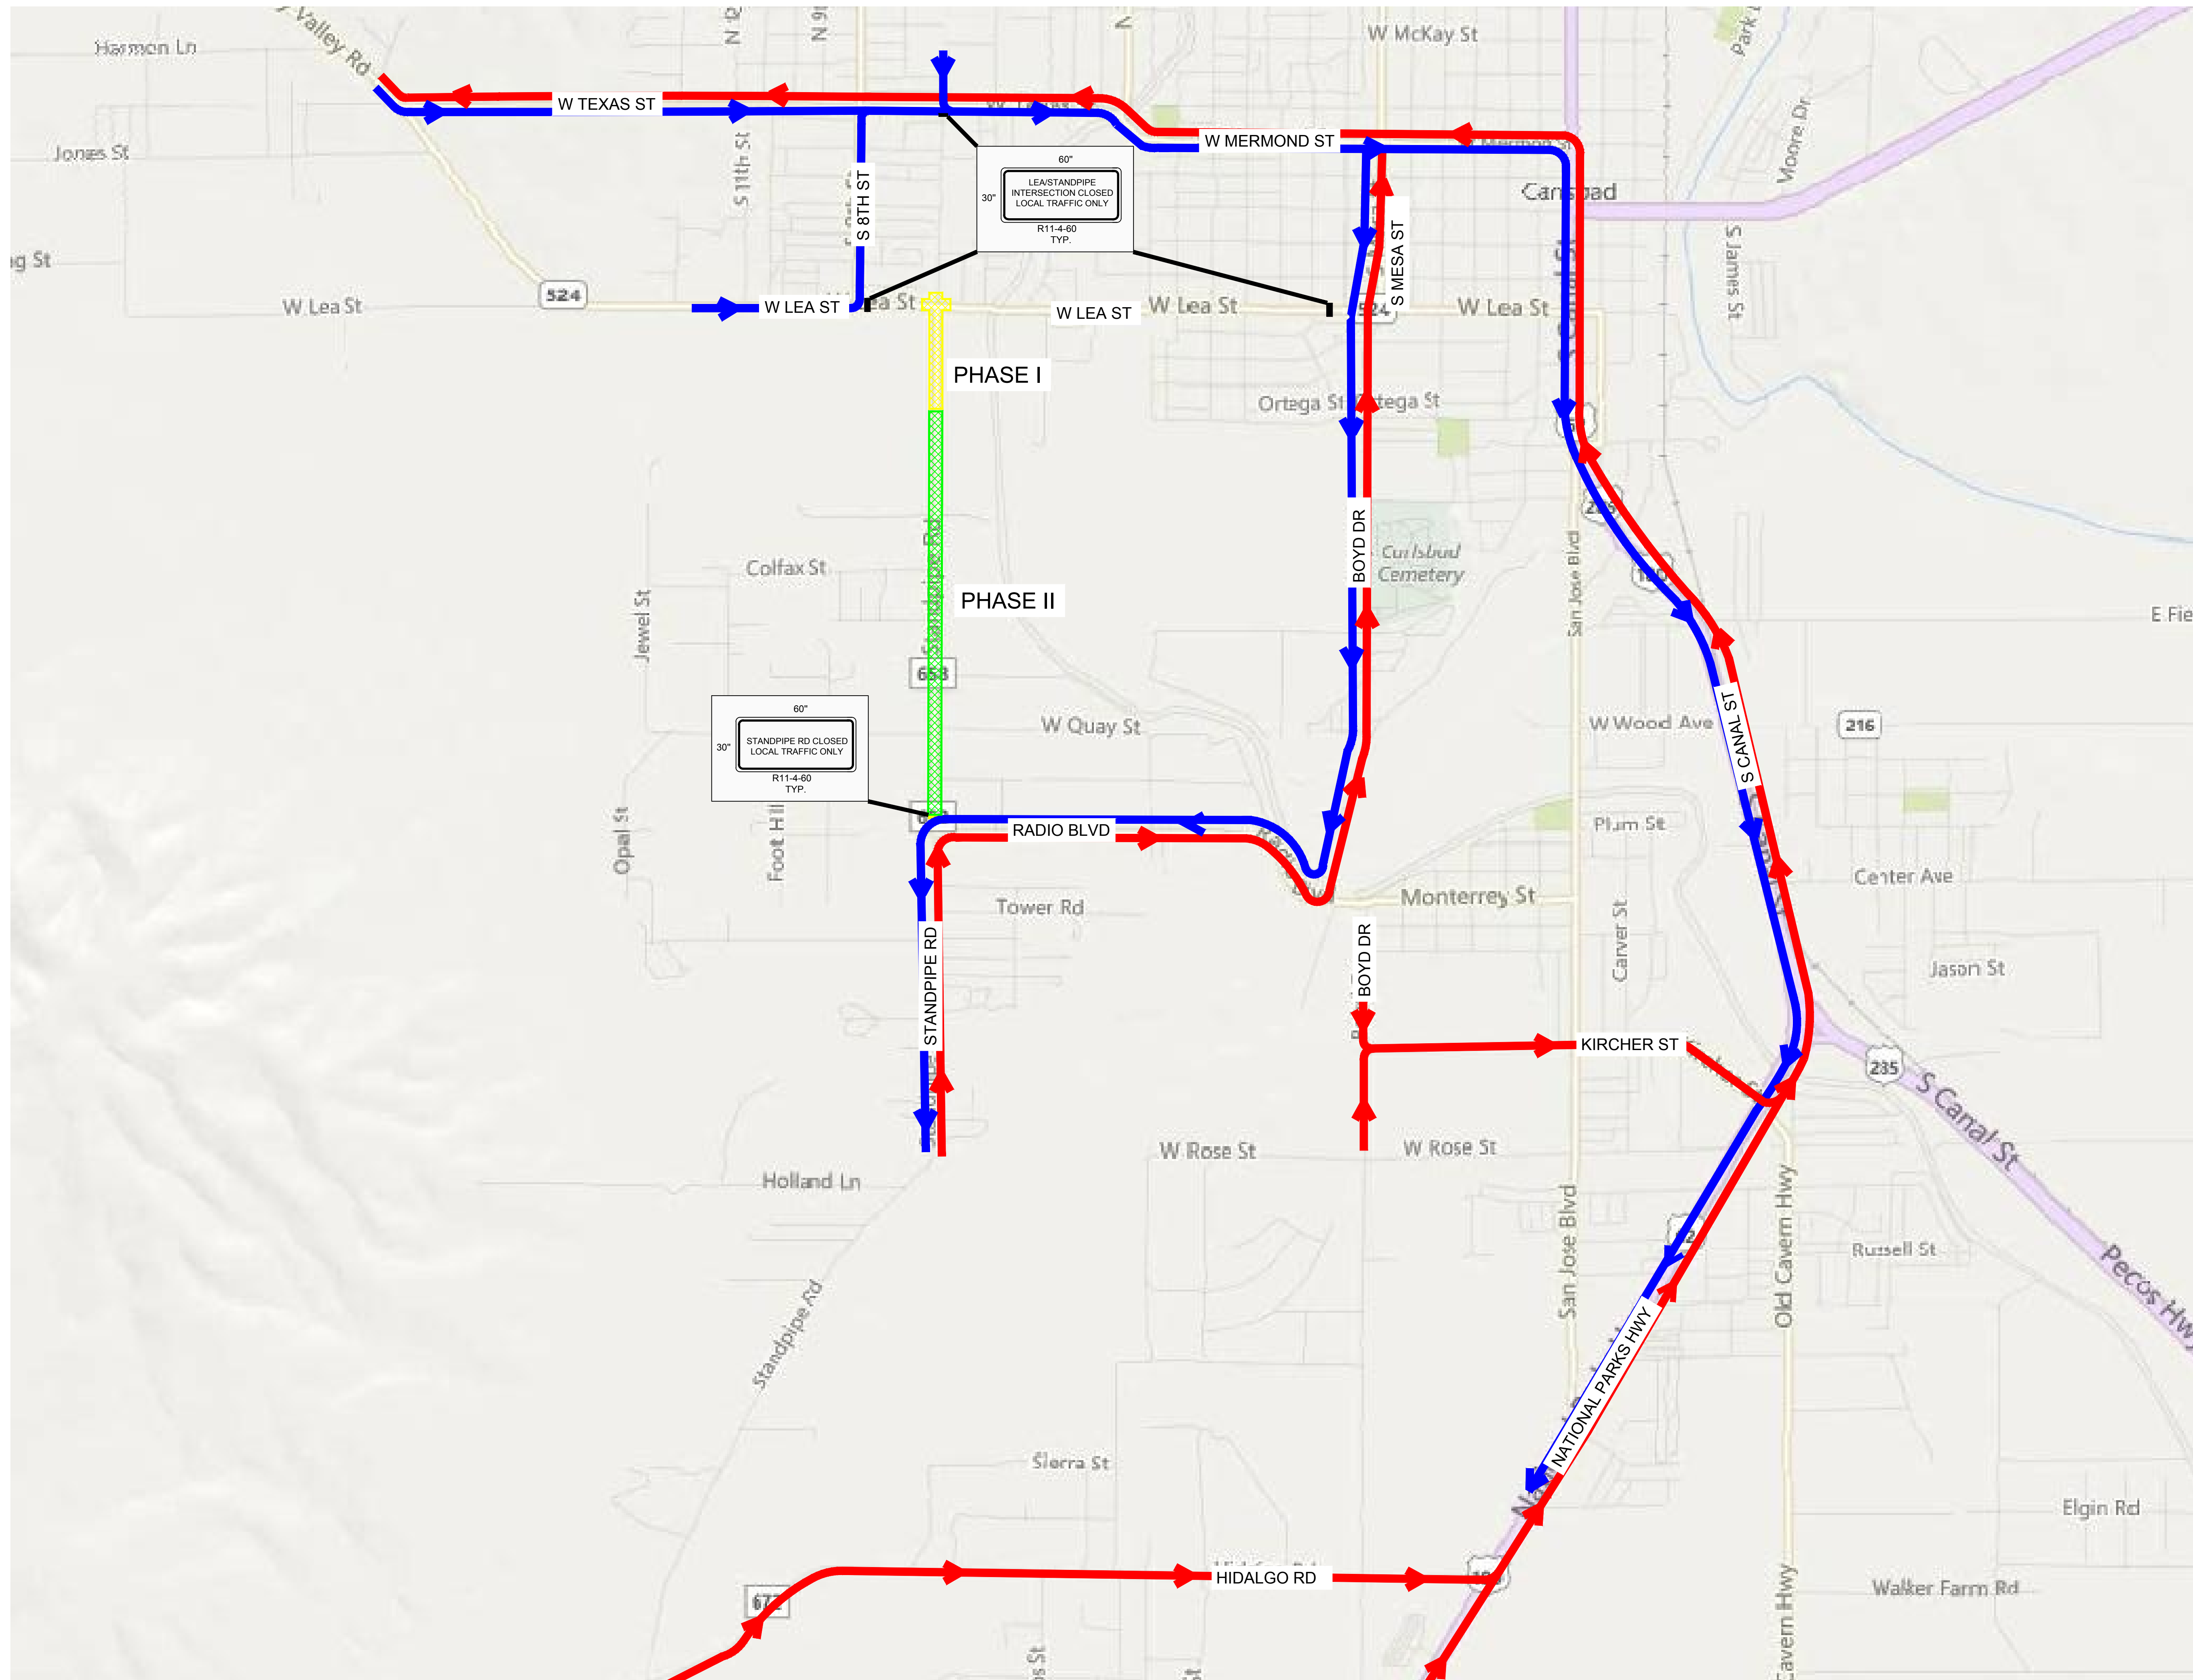 W McKay St
Harmon Ln
Valley Rd
W TEXAS ST
Moore Dr
Jones St
W MERMOND ST
S 11th St
60"
LEA/STANDPIPE
INTERSECTION CLOSED
LOCAL TRAFFIC ONLY
30"
R11-4-60
TYP.
S 8TH ST
S MESA ST
S James St
524
W Lea St
W LEA ST
W LEA ST
W Lea St
524
W Lea St
PHASE I
Ortega St
Ortega St
BOYD DR
Carlsbad
Cemetery
Colfax St
Standpipe Rd
San Jose Blvd
PHASE II
Jewel St
W Quay St
W Wood Ave
216
S CANAL ST
60"
STANDPIPE RD CLOSED
LOCAL TRAFFIC ONLY
30"
R11-4-60
TYP.
RADIO BLVD
Plum St
Opal St
Foot Hil
Center Ave
Monterrey St
Tower Rd
Carver St
STANDPIPE RD
BOYD DR
Jason St
KIRCHER ST
285
S Canal St
W Rose St
W Rose St
Holland Ln
San Jose Blvd
Old Cavern Hwy
Russell St
Pecos Hwy
Standpipe Rd
NATIONAL PARKS HWY
Sierra St
Elgin Rd
HIDALGO RD
672
Walker Farm Rd
Cavern Hwy